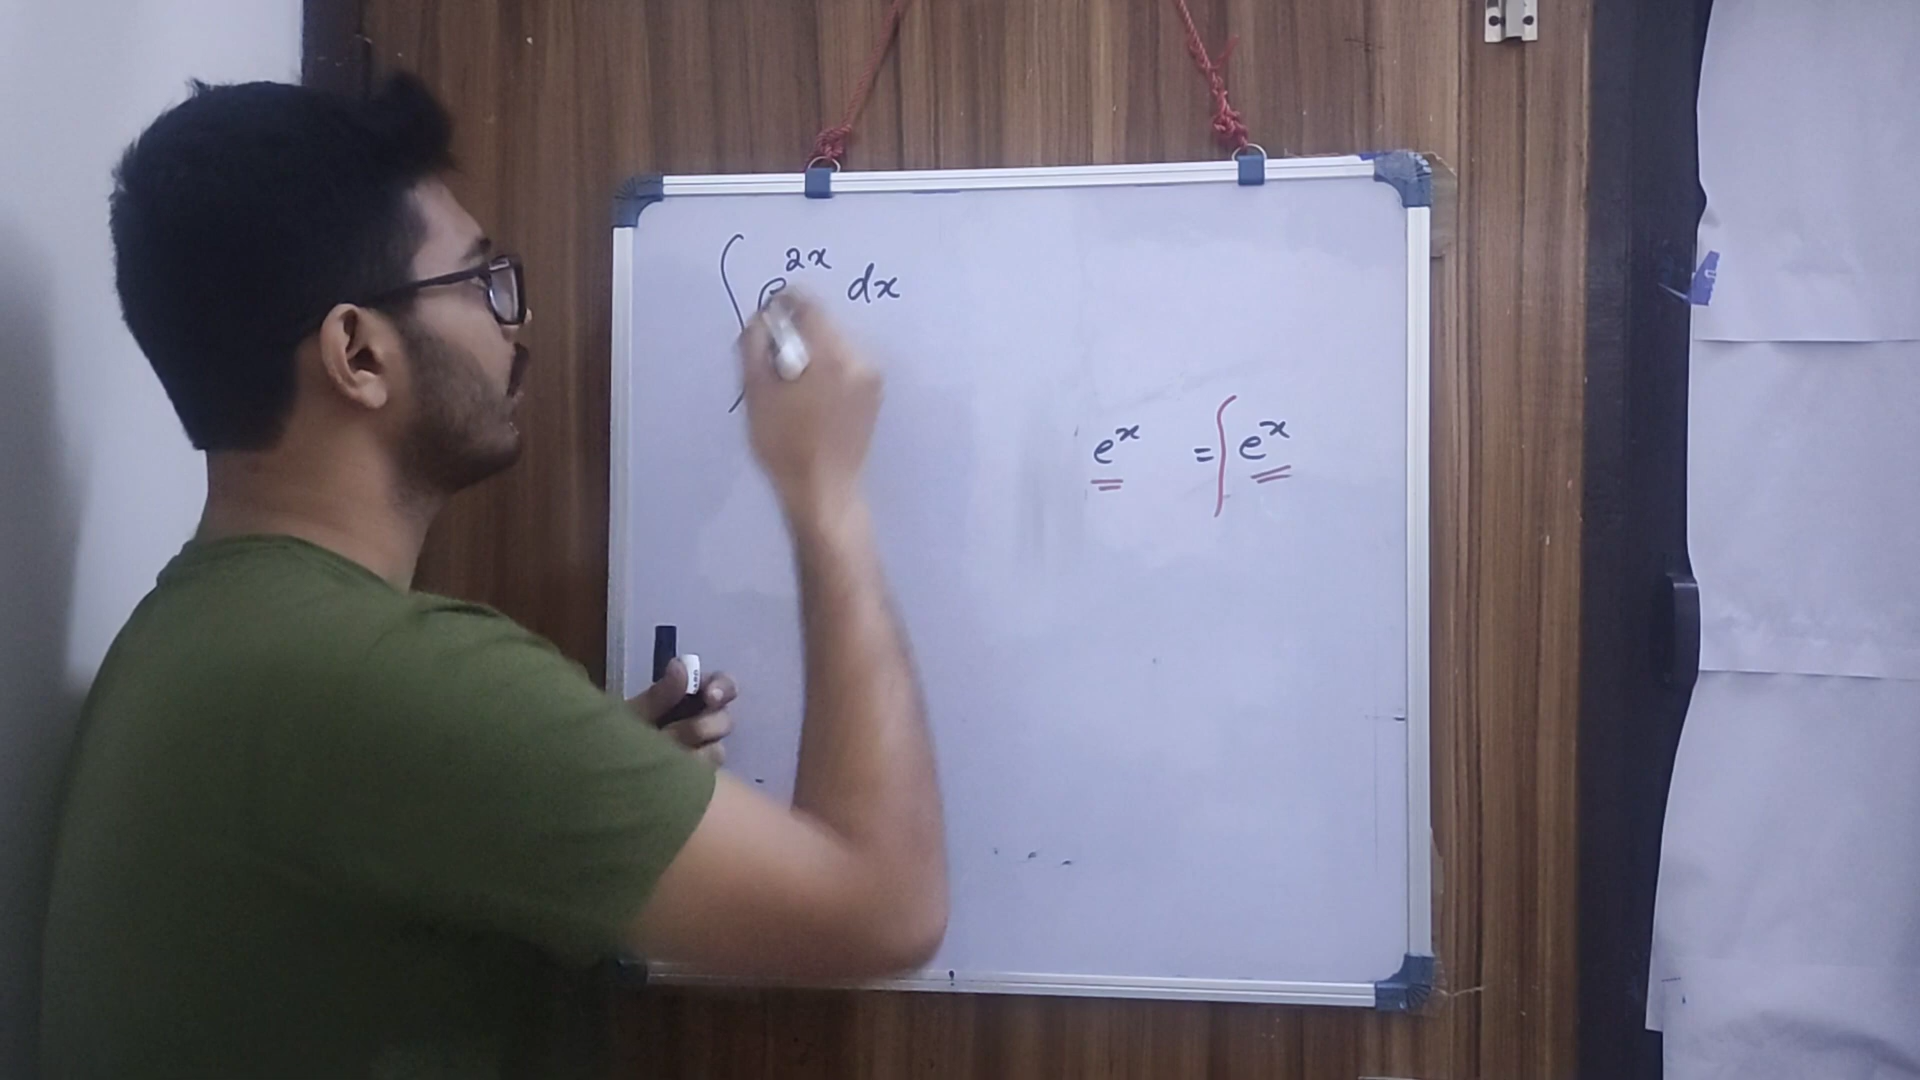 ∫ e^{2x} dx
e^x = ∫ e^x